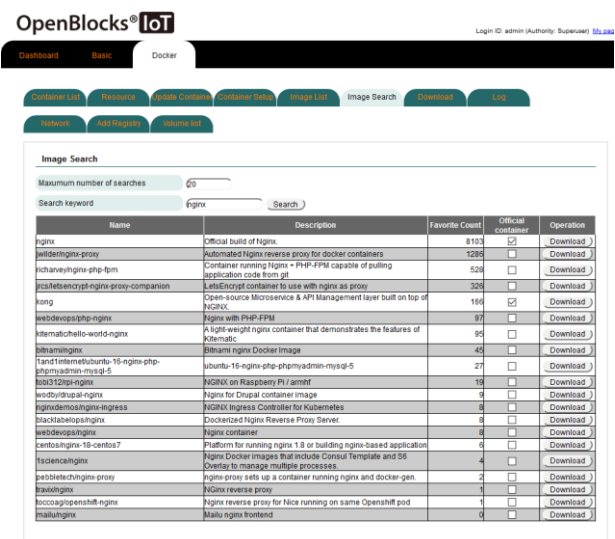 OpenBlocks® IoT
Login ID: admin (Authority: Superuser) My pag
Dashboard Basic Docker
Container List Resource Update Container Container Setup Image List Image Search Download Log
Network Add Registry Volume list
Image Search
Maxumum number of searches 20
Search keyword nginx Search
Name Description Favorite Count Official container Operation
nginx Official build of Nginx. 8103 Download
jwilder/nginx-proxy Automated Nginx reverse proxy for docker containers 1286 Download
richarvey/nginx-php-fpm Container running Nginx + PHP-FPM capable of pulling application code from git 528 Download
jrcs/letsencrypt-nginx-proxy-companion LetsEncrypt container to use with nginx as proxy 326 Download
kong Open-source Microservice & API Management layer built on top of NGINX. 166 Download
webdevops/php-nginx Nginx with PHP-FPM 97 Download
kitematic/hello-world-nginx A light-weight nginx container that demonstrates the features of Kitematic 95 Download
bitnami/nginx Bitnami nginx Docker Image 45 Download
1and1internet/ubuntu-16-nginx-php-phpmyadmin-mysql-5 ubuntu-16-nginx-php-phpmyadmin-mysql-5 27 Download
tobi312/rpi-nginx NGINX on Raspberry Pi / armhf 19 Download
wodby/drupal-nginx Nginx for Drupal container image 9 Download
nginxdemos/nginx-ingress NGINX Ingress Controller for Kubernetes 8 Download
blacklabelops/nginx Dockerized Nginx Reverse Proxy Server. 8 Download
webdevops/nginx Nginx container 8 Download
centos/nginx-18-centos7 Platform for running nginx 1.8 or building nginx-based application 6 Download
1science/nginx Nginx Docker images that include Consul Template and S6 Overlay to manage multiple processes. 4 Download
pebbletech/nginx-proxy nginx-proxy sets up a container running nginx and docker-gen. 2 Download
travix/nginx NGinx reverse proxy 1 Download
toccoag/openshift-nginx Nginx reverse proxy for Nice running on same Openshift pod 1 Download
mailu/nginx Mailu nginx frontend 0 Download